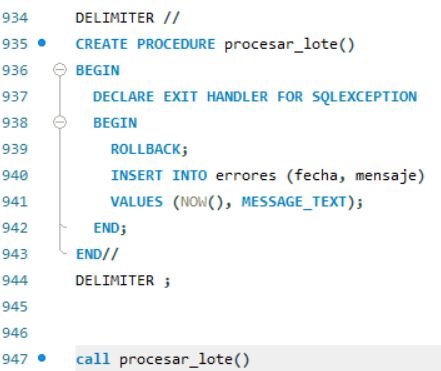 934 DELIMITER //
935 CREATE PROCEDURE procesar_lote()
936 BEGIN
937 DECLARE EXIT HANDLER FOR SQLEXCEPTION
938 BEGIN
939 ROLLBACK;
940 INSERT INTO errores (fecha, mensaje)
941 VALUES (NOW(), MESSAGE_TEXT);
942 END;
943 END//
944 DELIMITER ;
945
946
947 call procesar_lote()